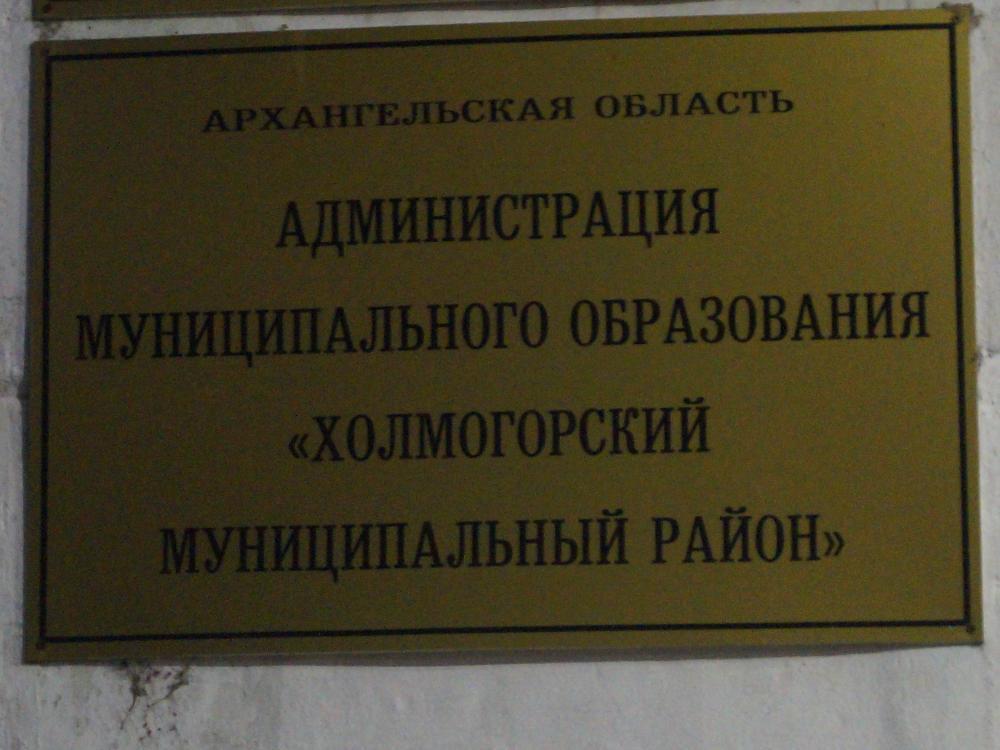 АРХАНГЕЛЬСКАЯ ОБЛАСТЬ
АДМИНИСТРАЦИЯ
МУНИЦИПАЛЬНОГО ОБРАЗОВАНИЯ
«ХОЛМОГОРСКИЙ
МУНИЦИПАЛЬНЫЙ РАЙОН»